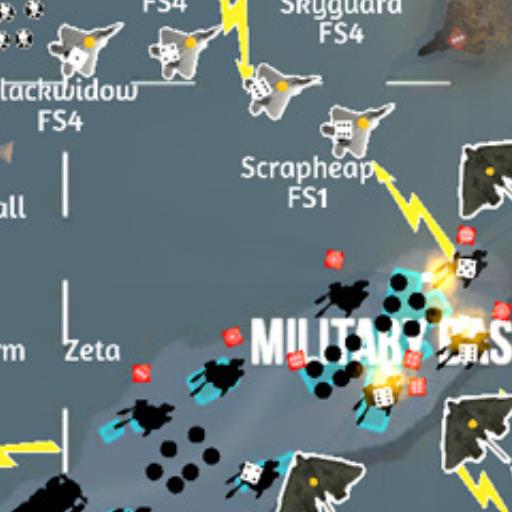 FS4
Skyguard
FS4
lackwidow
FS4
Scrapheap
FS1
all
MILITARY
rm
Zeta